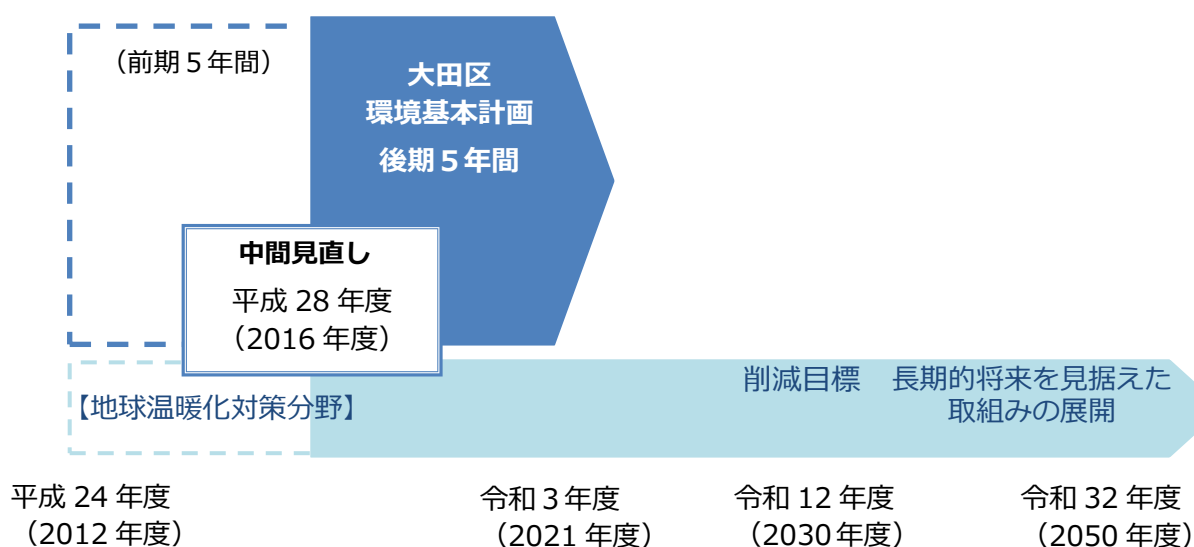 （前期５年間）
大田区
環境基本計画
後期５年間
中間見直し
平成 28 年度
（2016 年度）
【地球温暖化対策分野】
削減目標
長期的将来を見据えた
取組みの展開
平成 24 年度
（2012 年度）
令和３年度
（2021 年度）
令和 12 年度
（2030 年度）
令和 32 年度
（2050 年度）